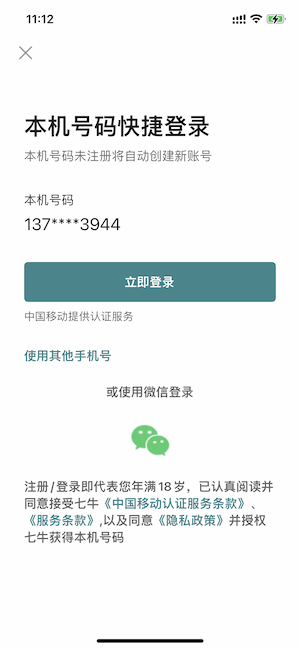 11:12
本机号码快捷登录
本机号码未注册将自动创建新账号
本机号码
137****3944
立即登录
中国移动提供认证服务
使用其他手机号
或使用微信登录
注册/登录即代表您年满18岁，已认真阅读并
同意接受七牛《中国移动认证服务条款》、
《服务条款》,以及同意《隐私政策》并授权
七牛获得本机号码